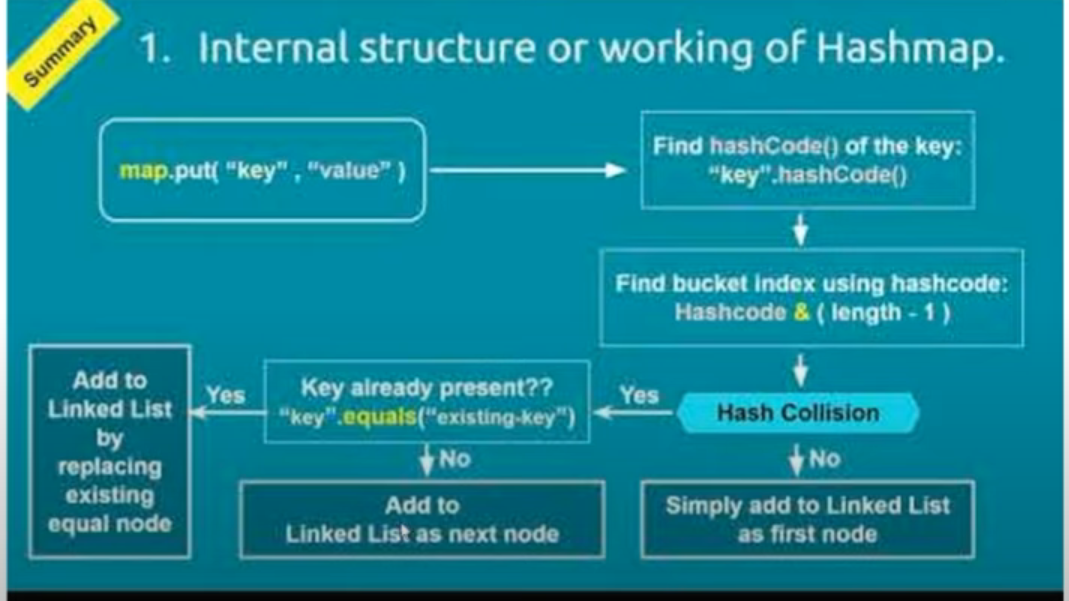 Summary
1. Internal structure or working of Hashmap.
map.put( “key” , “value” )
Find hashCode() of the key:
“key”.hashCode()
Find bucket index using hashcode:
Hashcode & ( length - 1 )
Hash Collision
Yes
No
Key already present??
“key”.equals(“existing-key”)
Yes
No
Add to
Linked List
by
replacing
existing
equal node
Add to
Linked List as next node
Simply add to Linked List
as first node